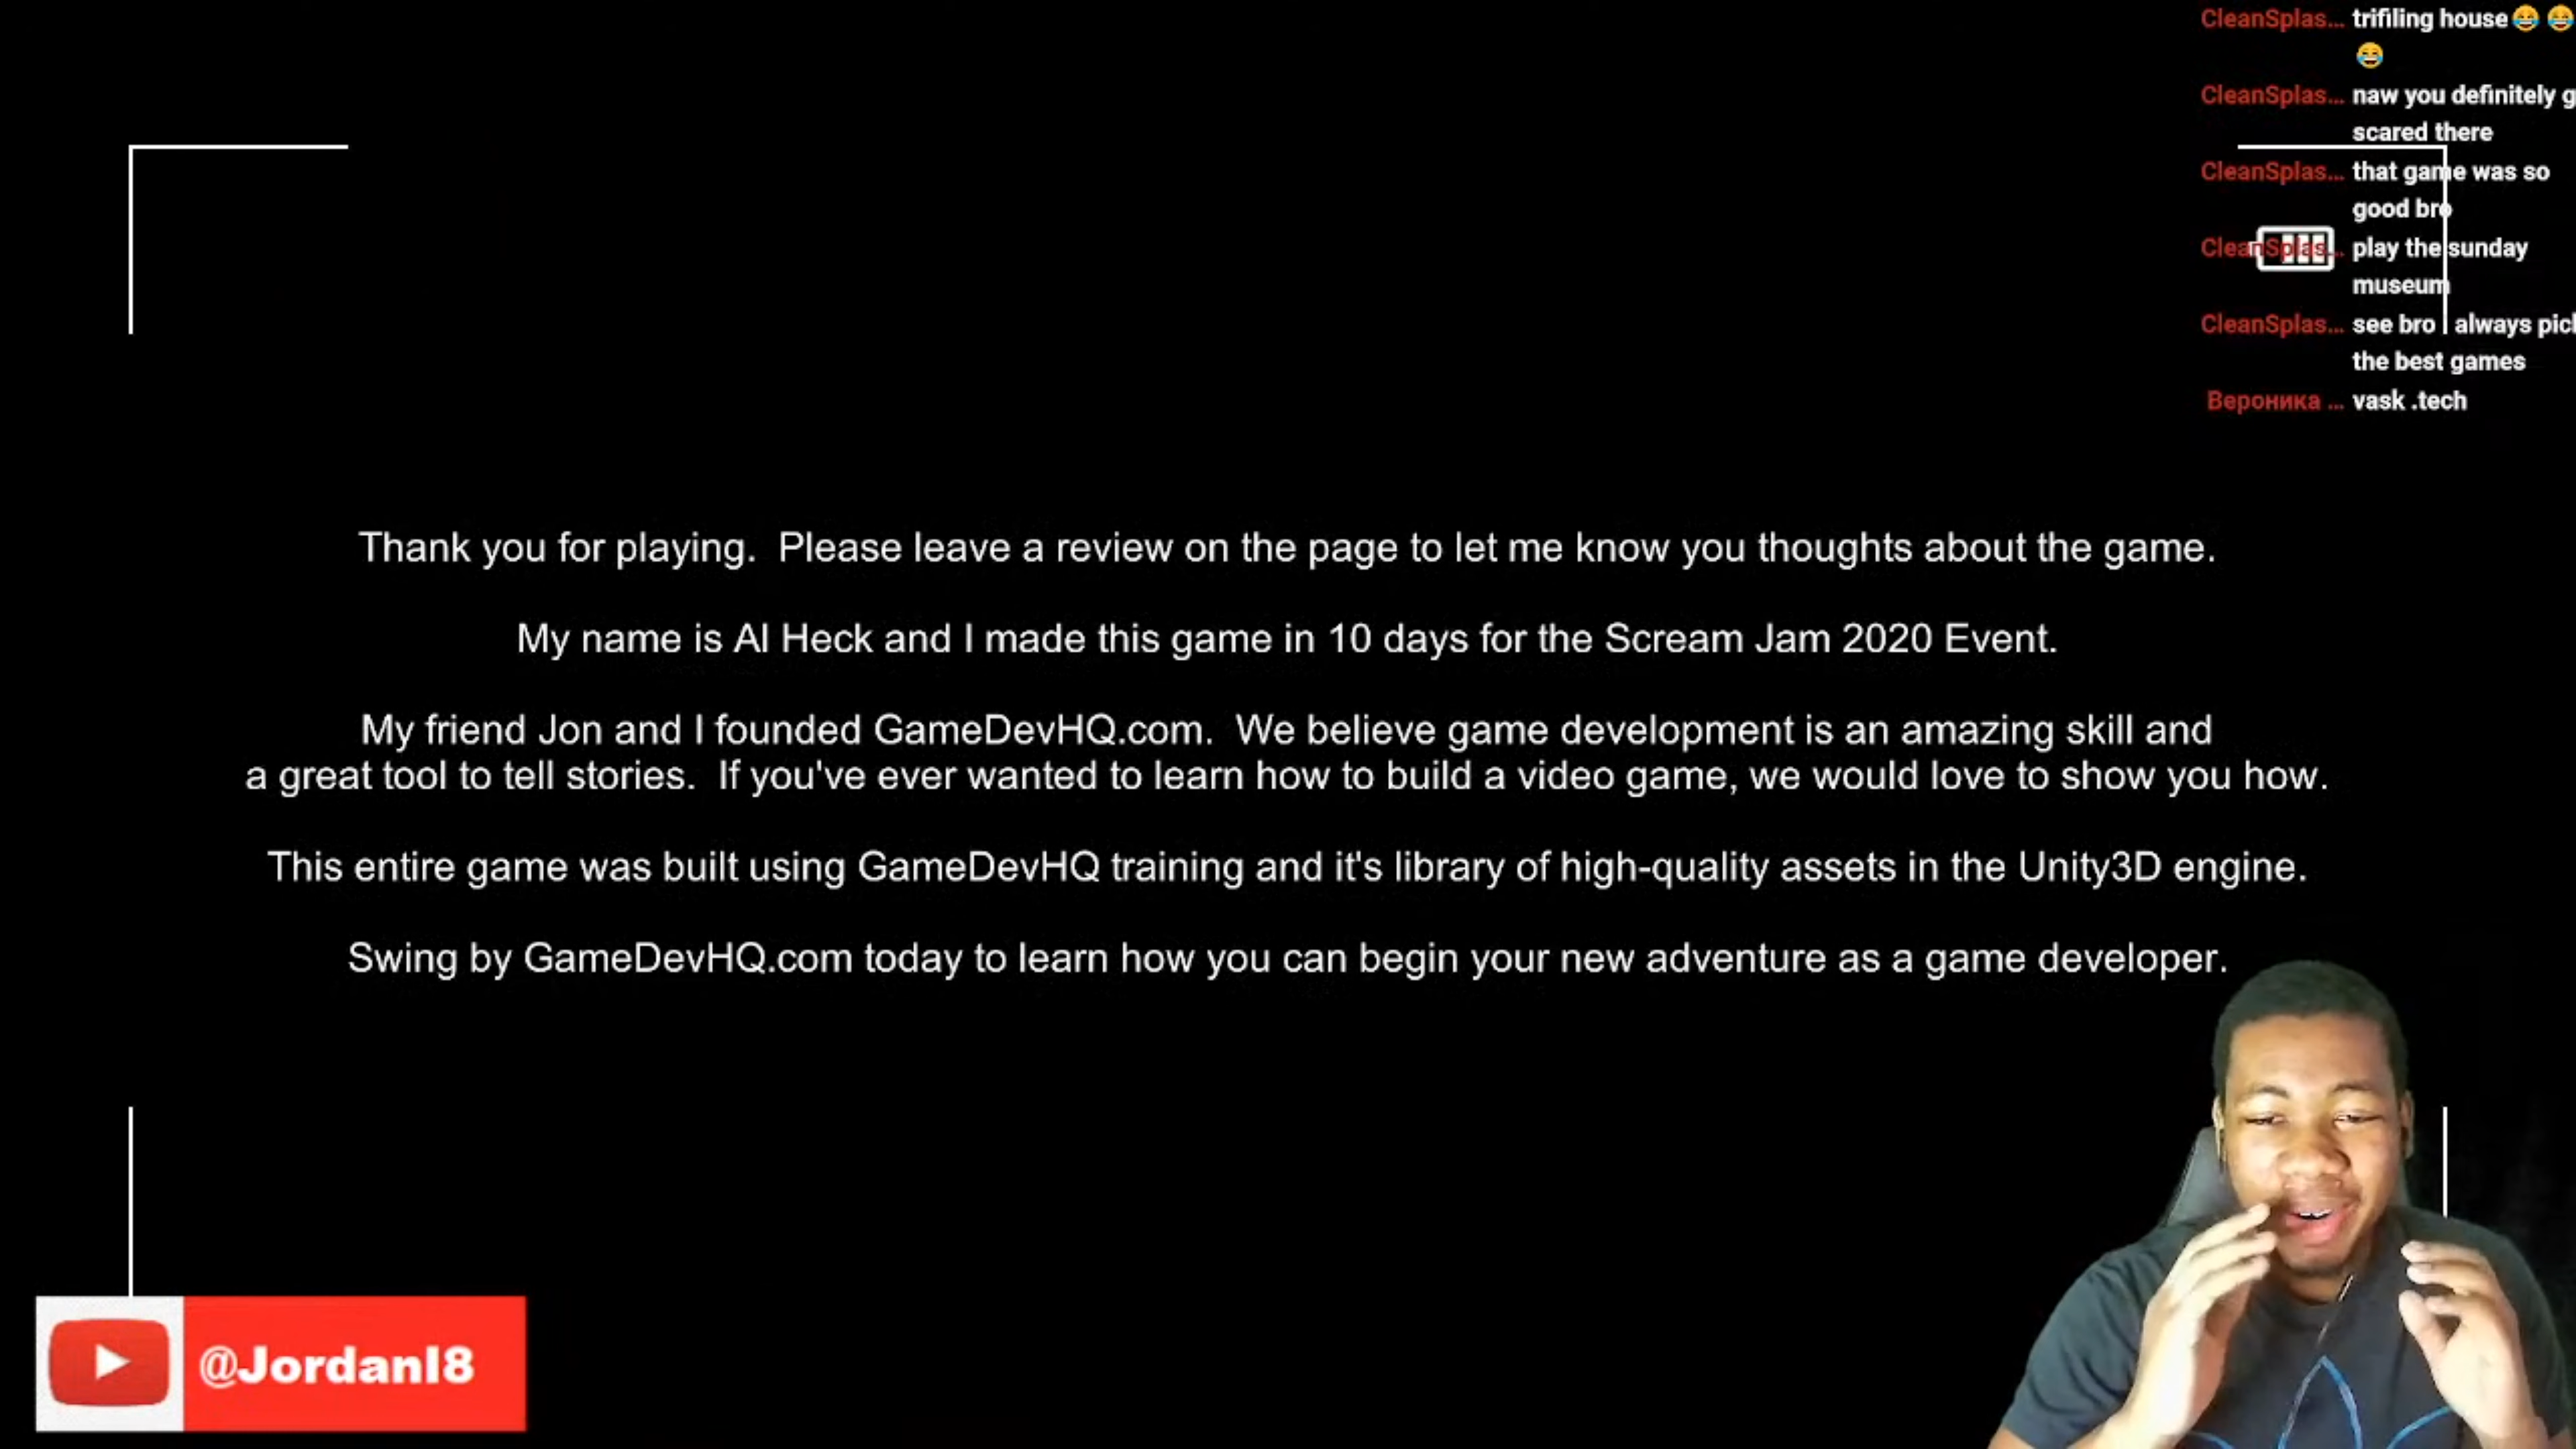 CleanSplas... trifiling house😂😂
😂
CleanSplas... naw you definitely g
scared there
CleanSplas... that game was so
good bro
CleanSplas... play the sunday
museum
CleanSplas... see bro I always pick
the best games
Вероника ... vask .tech
Thank you for playing. Please leave a review on the page to let me know you thoughts about the game.
My name is Al Heck and I made this game in 10 days for the Scream Jam 2020 Event.
My friend Jon and I founded GameDevHQ.com. We believe game development is an amazing skill and
a great tool to tell stories. If you've ever wanted to learn how to build a video game, we would love to show you how.
This entire game was built using GameDevHQ training and it's library of high-quality assets in the Unity3D engine.
Swing by GameDevHQ.com today to learn how you can begin your new adventure as a game developer.
@JordanI8